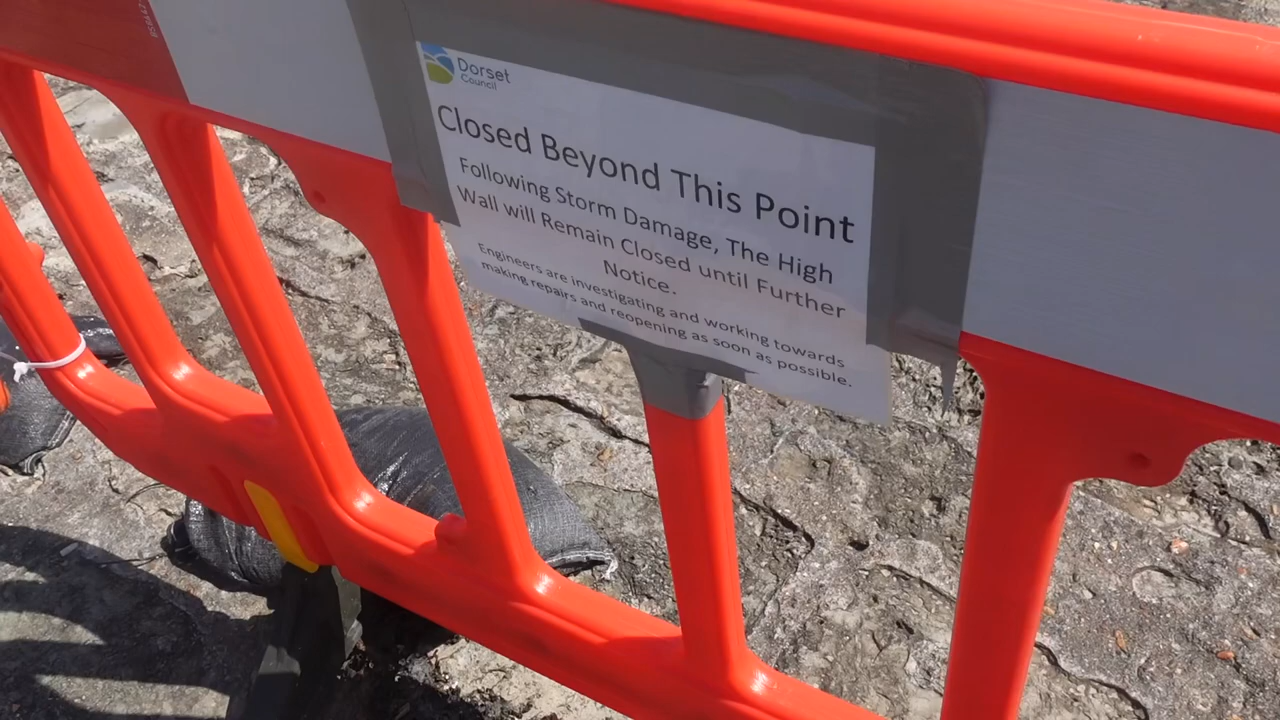 Dorset
Council
Closed Beyond This Point
Following Storm Damage, The High
Wall will Remain Closed until Further
Notice.
Engineers are investigating and working towards
making repairs and reopening as soon as possible.